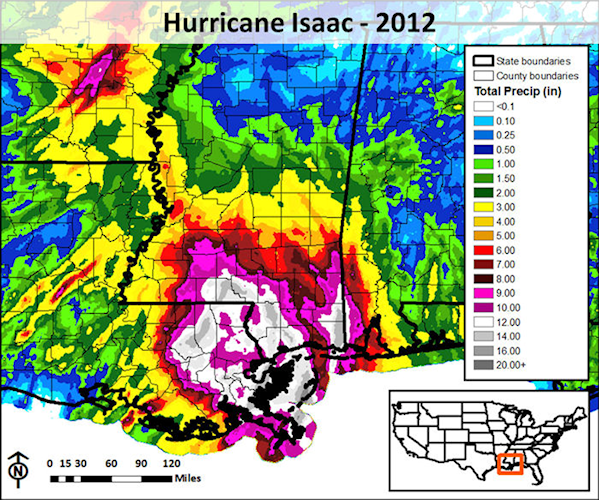 Hurricane Isaac - 2012
State boundaries
County boundaries
Total Precip (in)
<0.1
0.10
0.25
0.50
1.00
1.50
2.00
3.00
4.00
5.00
6.00
7.00
8.00
9.00
10.00
12.00
14.00
16.00
20.00+
N
0 15 30 60 90 120
Miles